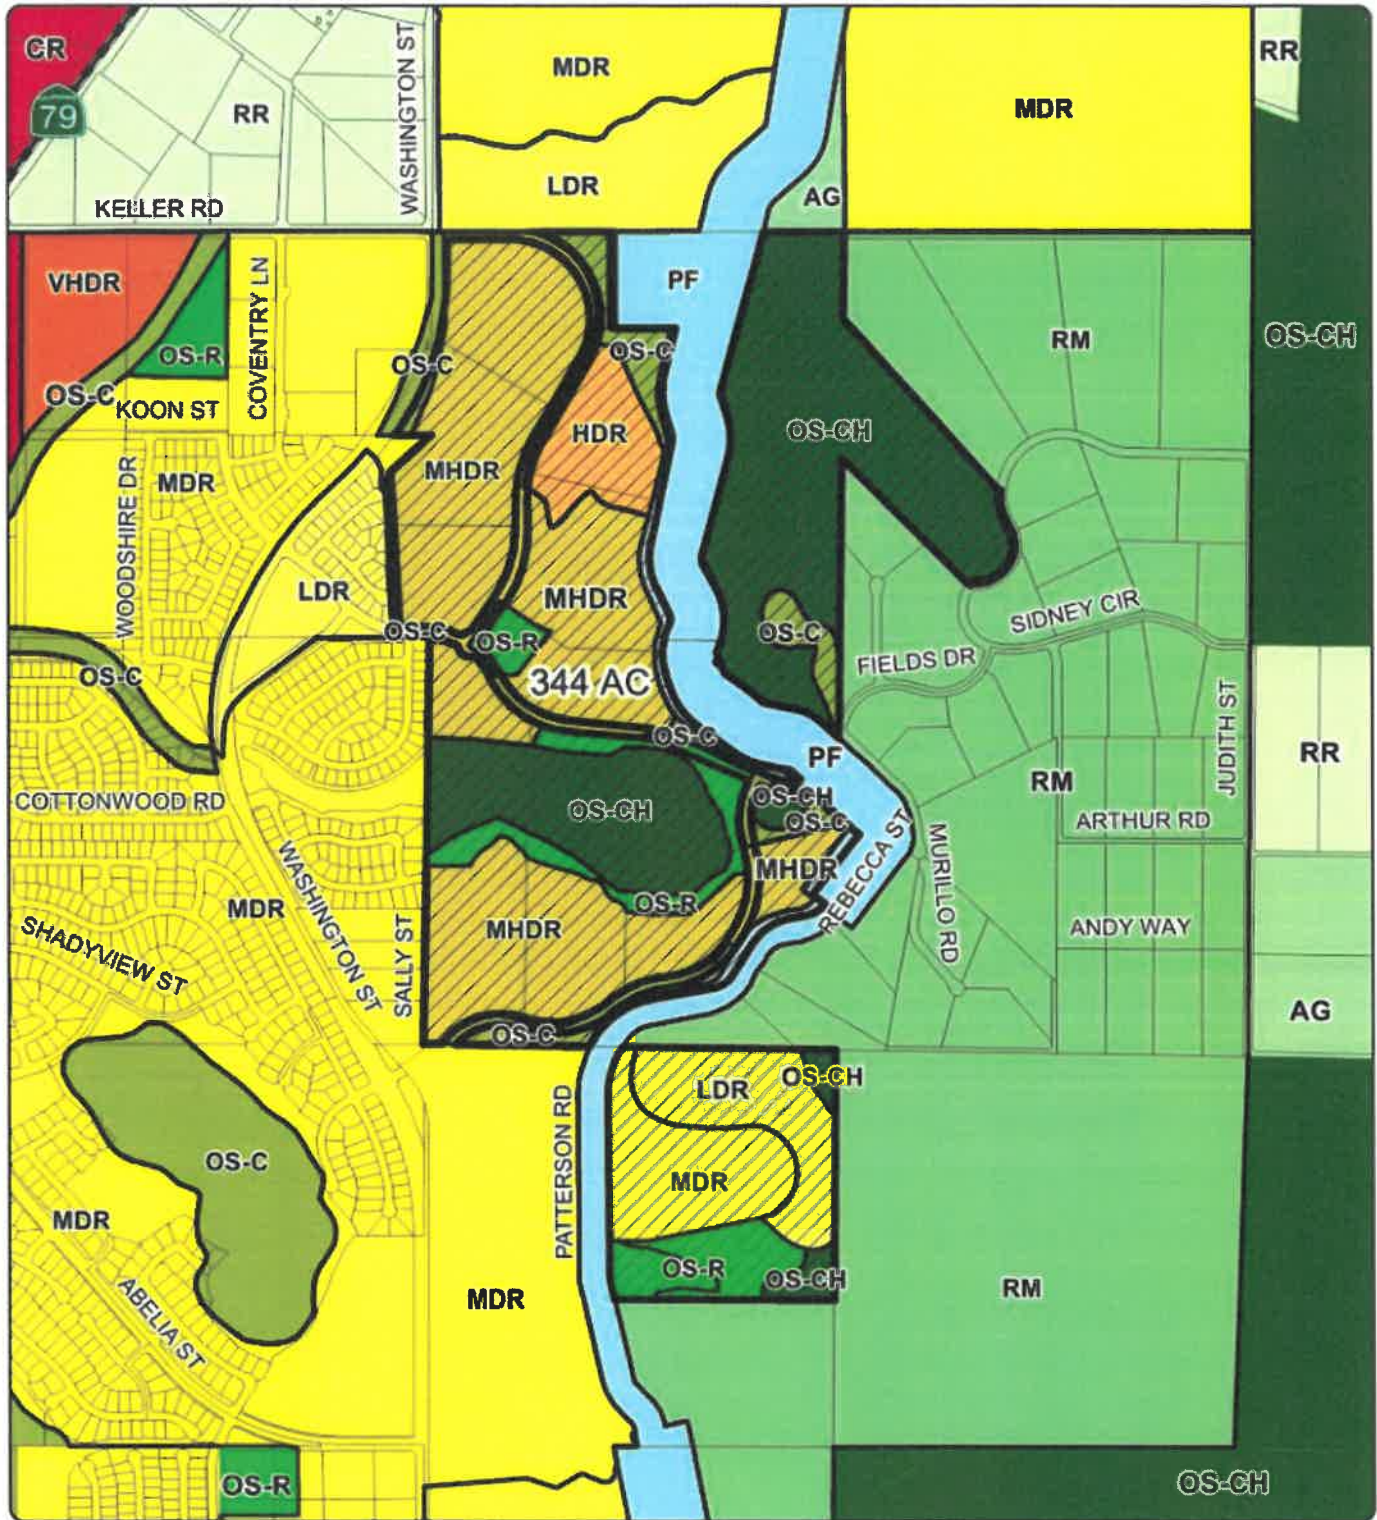 CR
79
RR
WASHINGTON ST
MDR
LDR
MDR
RR
AG
KELLER RD
VHDR
OS-R
OS-C
KOON ST
COVENTRY LN
OS-C
OS-C
PF
RM
OS-CH
HDR
OS-CH
MHDR
MDR
WOODSHIRE DR
LDR
OS-C
OS-R
MHDR
344 AC
OS-C
SIDNEY CIR
FIELDS DR
JUDITH ST
OS-C
OS-C
PF
RR
RM
COTTONWOOD RD
OS-CH
OS-CH
OS-C
ARTHUR RD
MHDR
REBECCA ST
MURILLO RD
WASHINGTON ST
MDR
OS-R
SHADYVIEW ST
SALLY ST
MHDR
ANDY WAY
AG
OS-C
LDR
OS-CH
PATTERSON RD
OS-C
MDR
MDR
OS-R
OS-CH
RM
ABELIA ST
MDR
OS-R
OS-CH